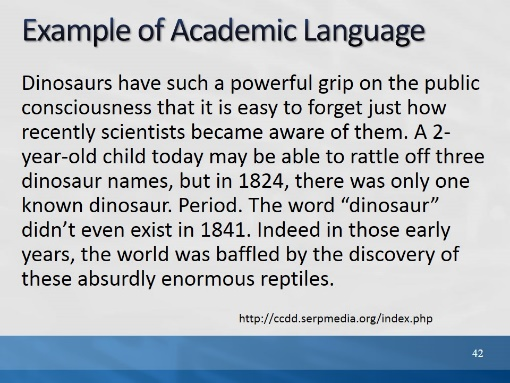 Example of Academic Language
Dinosaurs have such a powerful grip on the public
consciousness that it is easy to forget just how
recently scientists became aware of them. A 2-
year-old child today may be able to rattle off three
dinosaur names, but in 1824, there was only one
known dinosaur. Period. The word “dinosaur”
didn’t even exist in 1841. Indeed in those early
years, the world was baffled by the discovery of
these absurdly enormous reptiles.
http://ccdd.serpmedia.org/index.php
42